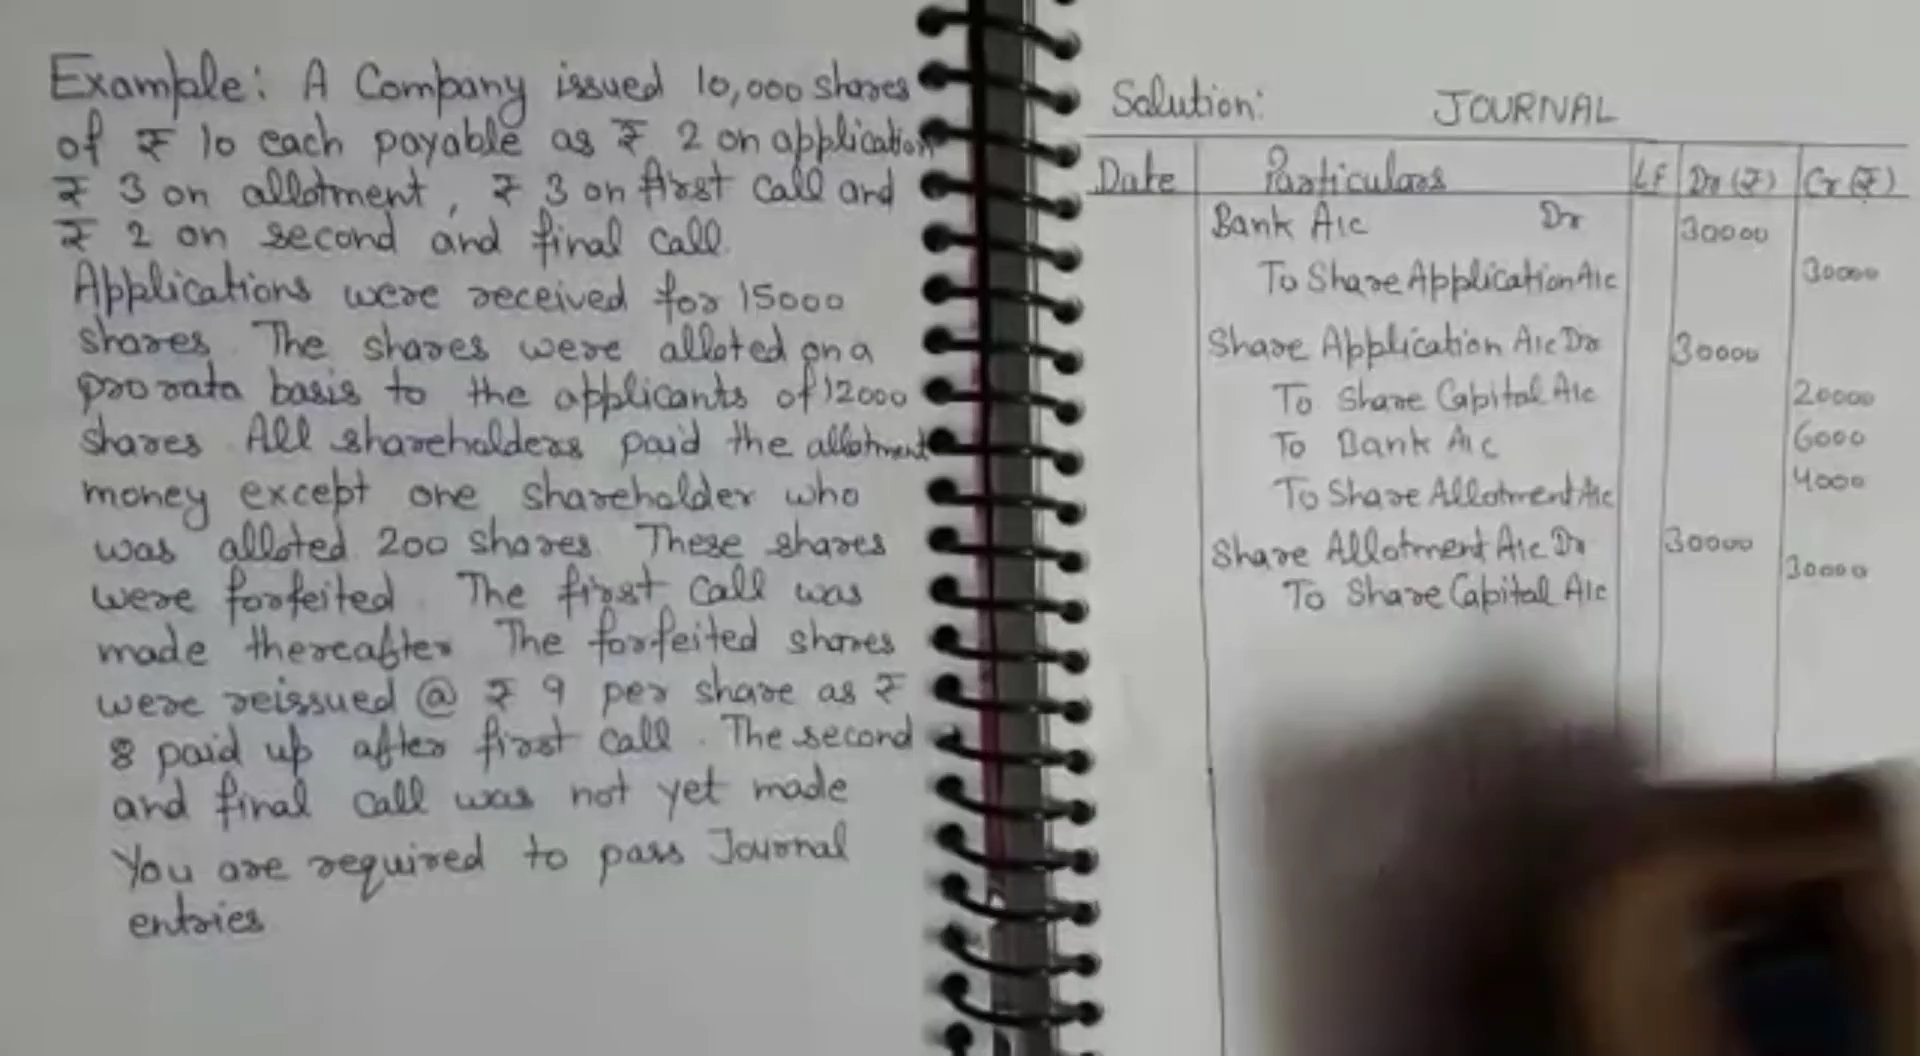 Example: A Company issued 10,000 shares
of ₹ 10 each payable as ₹ 2 on application
₹ 3 on allotment, ₹ 3 on first call and
₹ 2 on second and final call.
Applications were received for 15000
shares. The shares were alloted on a
pro rata basis to the applicants of 12000
shares. All shareholders paid the allotment
money except one shareholder who
was alloted 200 shares. These shares
were forfeited. The first call was
made thereafter. The forfeited shares
were reissued @ ₹ 9 per share as ₹
8 paid up after first call. The second
and final call was not yet made
You are required to pass Journal
entries
Solution: JOURNAL
Date Particulars LF Dr (₹) Cr (₹)
Bank A/c Dr 30000
To Share Application A/c 30000
Share Application A/c Dr 30000
To Share Capital A/c 20000
To Bank A/c 6000
To Share Allotment A/c 4000
Share Allotment A/c Dr 30000
To Share Capital A/c 30000